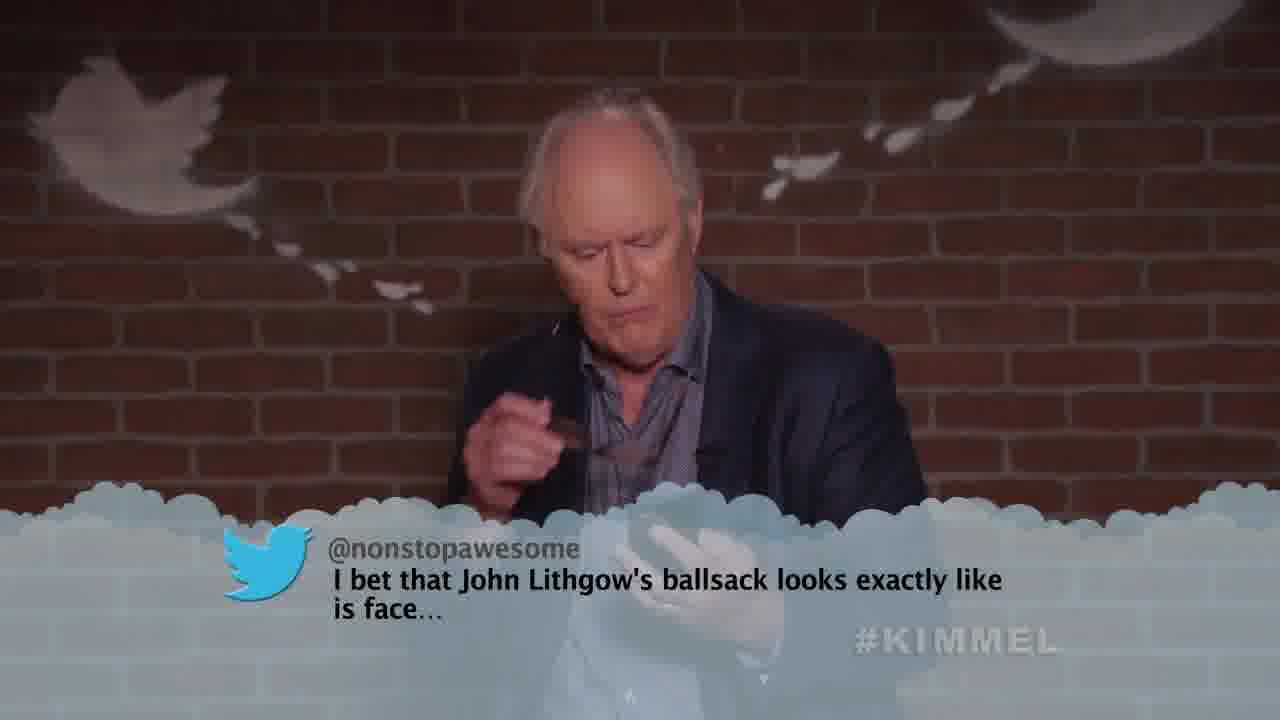 @nonstopawesome
I bet that John Lithgow's ballsack looks exactly like
is face...
#KIMMEL